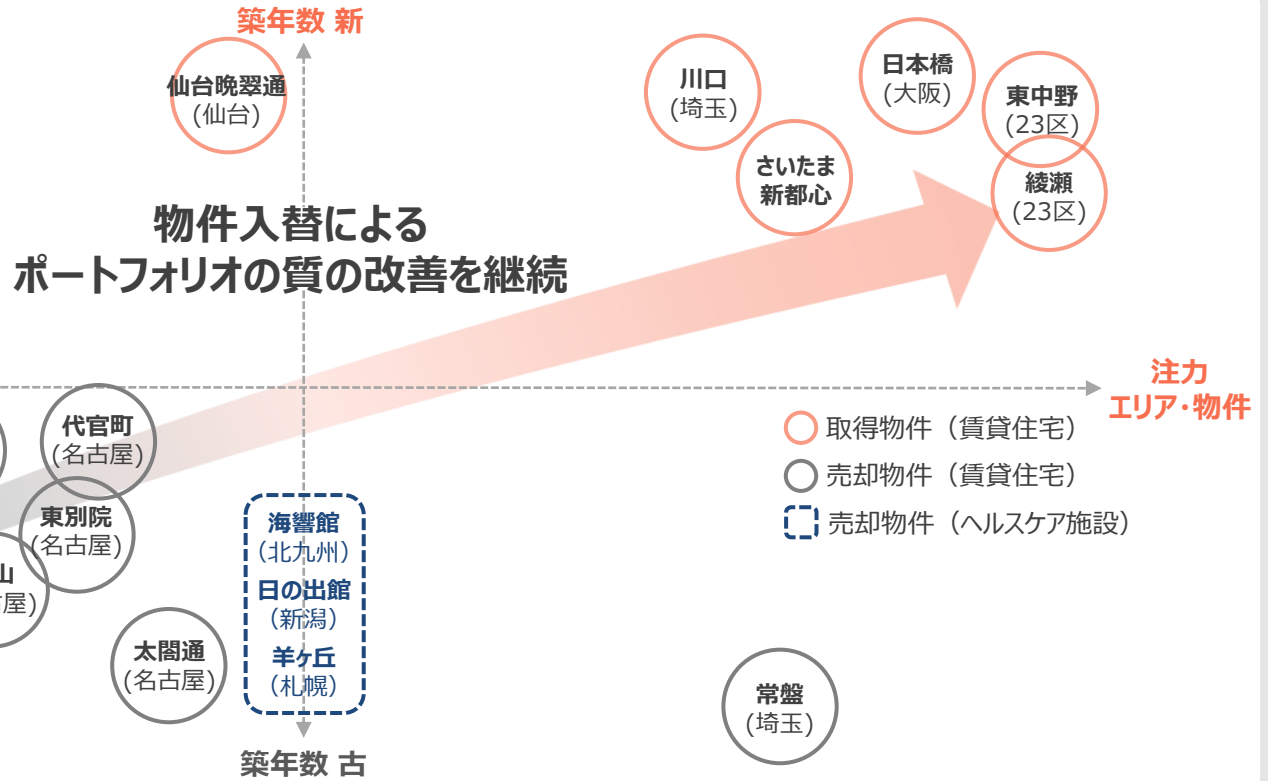 築年数 新
仙台晩翠通
(仙台)
川口
(埼玉)
日本橋
(大阪)
東中野
(23区)
さいたま
新都心
綾瀬
(23区)
物件入替による
ポートフォリオの質の改善を継続
注力
エリア・物件
代官町
(名古屋)
東別院
(名古屋)
山
屋)
太閤通
(名古屋)
海響館
（北九州）
日の出館
（新潟）
羊ヶ丘
（札幌）
取得物件（賃貸住宅）
売却物件（賃貸住宅）
売却物件（ヘルスケア施設）
常盤
(埼玉)
築年数 古